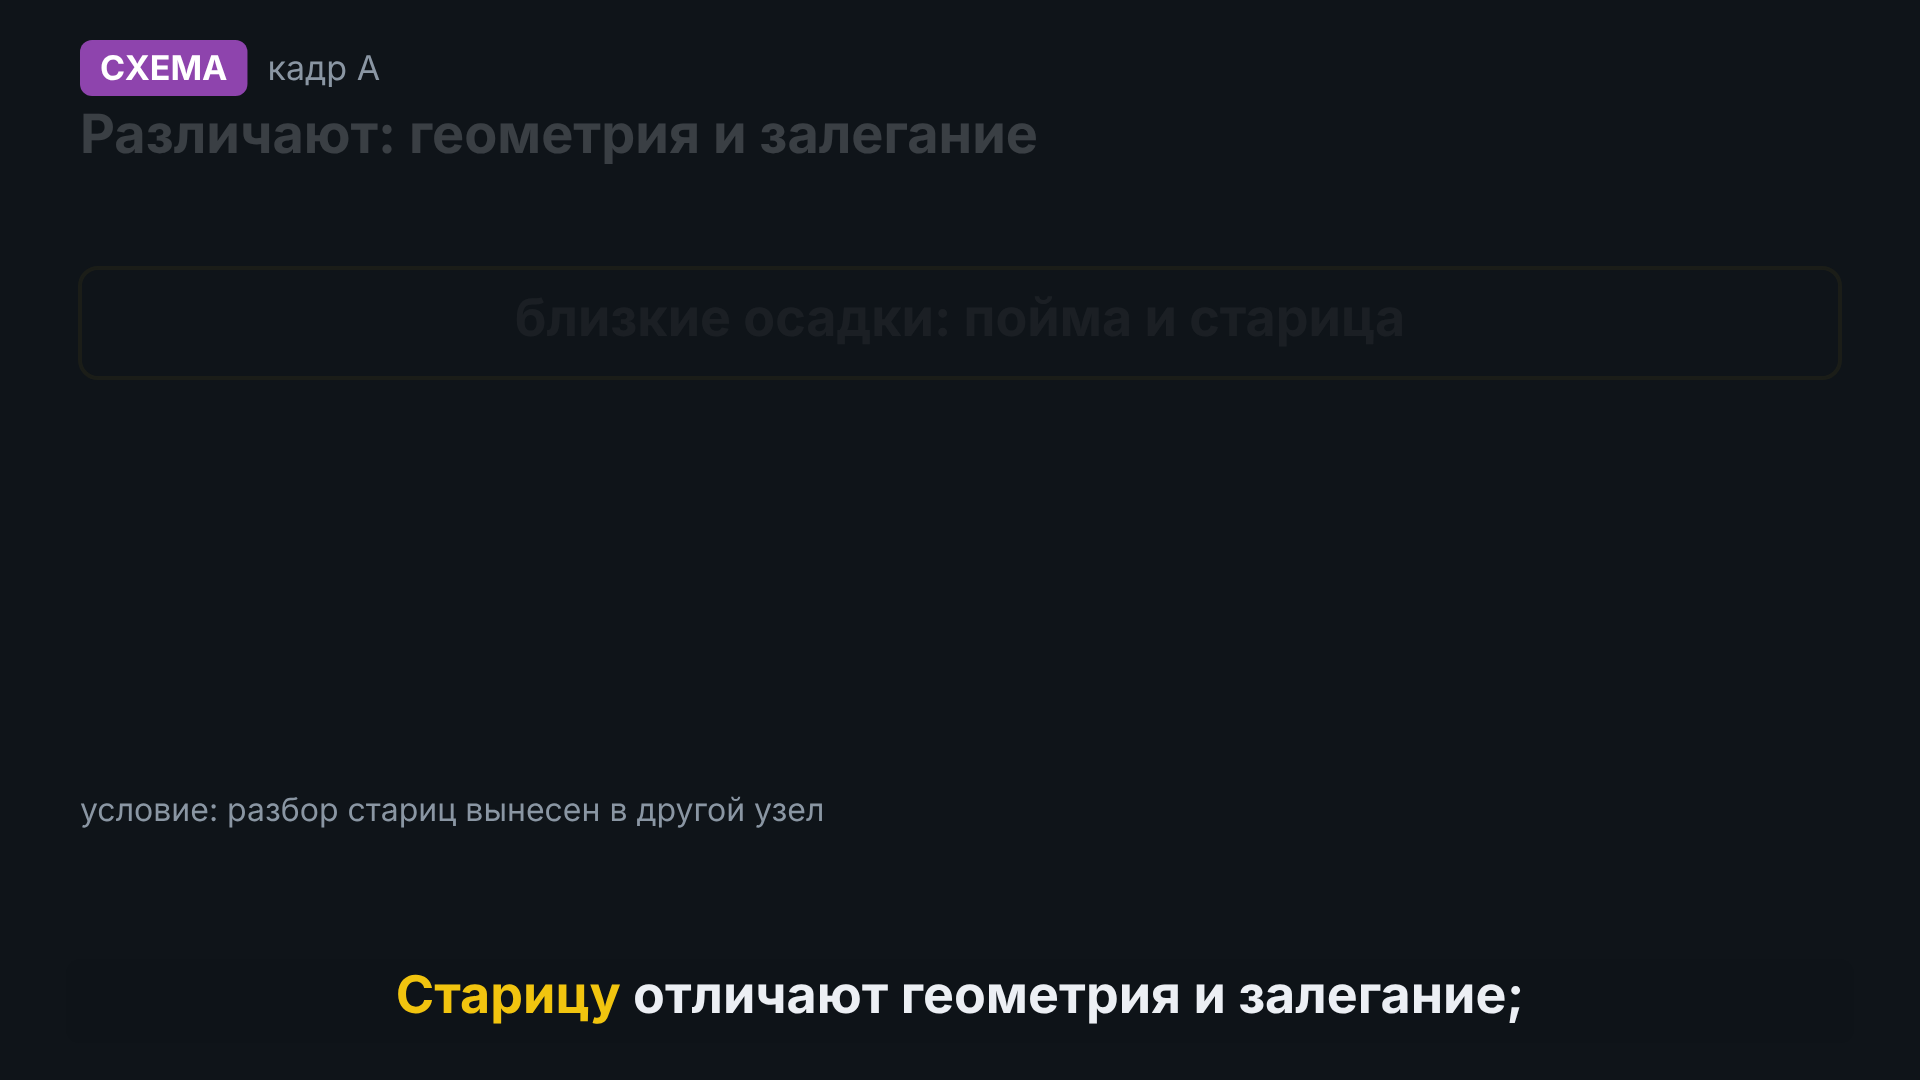 СХЕМА кадр А
Различают: геометрия и залегание
близкие осадки: пойма и старица
условие: разбор стариц вынесен в другой узел
Старицу отличают геометрия и залегание;